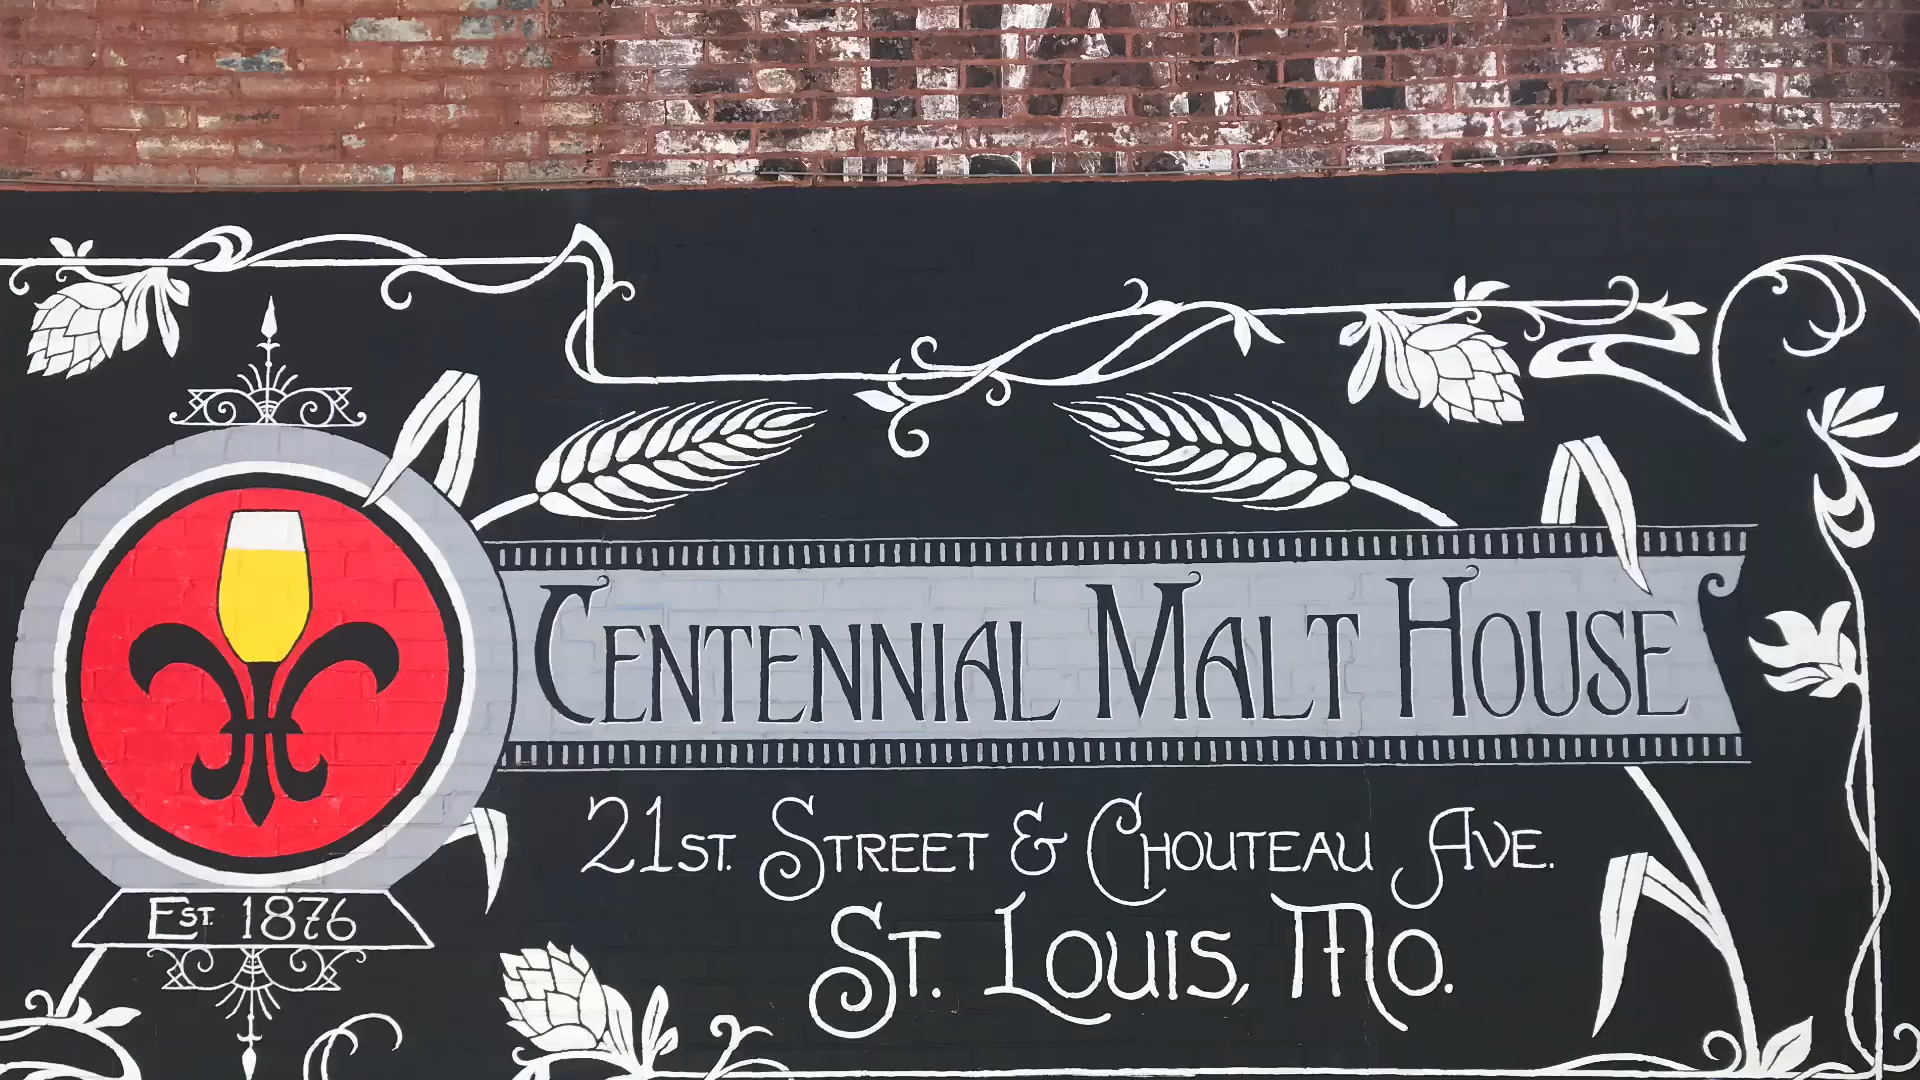 CENTENNIAL MALT HOUSE
21ST. STREET & CHOUTEAU AVE.
ST. LOUIS, MO.
EST. 1876